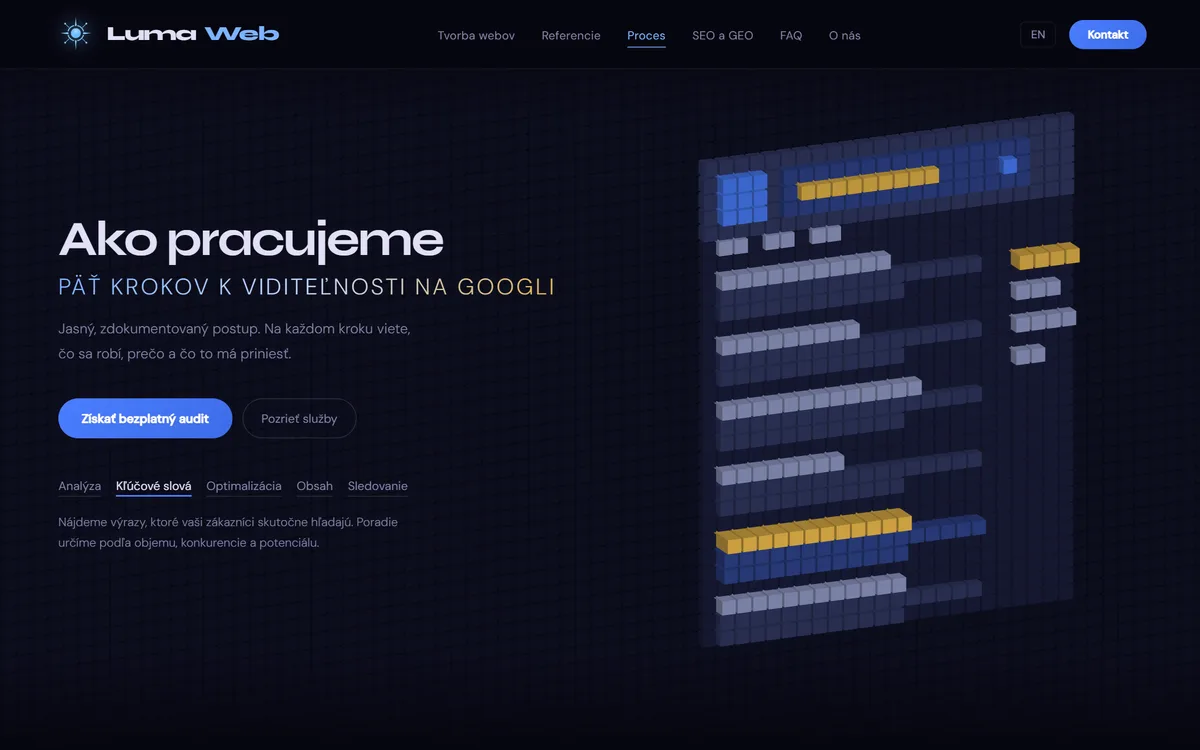 Luma Web
Tvorba webov
Referencie
Proces
SEO a GEO
FAQ
O nás
EN
Kontakt
Ako pracujeme
PÄŤ KROKOV K VIDITEĽNOSTI NA GOOGLI
Jasný, zdokumentovaný postup. Na každom kroku viete,
čo sa robí, prečo a čo to má priniesť.
Získať bezplatný audit
Pozrieť služby
Analýza
Kľúčové slová
Optimalizácia
Obsah
Sledovanie
Nájdeme výrazy, ktoré vaši zákazníci skutočne hľadajú. Poradie
určíme podľa objemu, konkurencie a potenciálu.